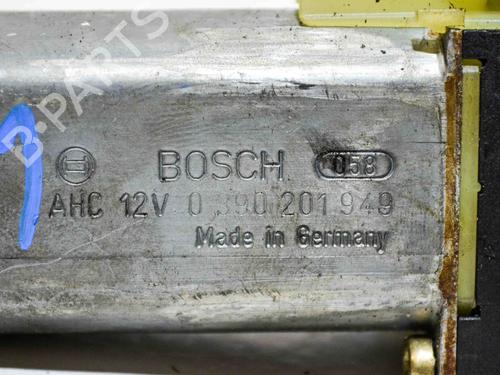 B-PARTS
BOSCH 058
AHC 12V 0 390 201 949
Made in Germany